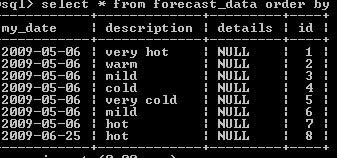 sql> select * from forecast_data order by
my_date | description | details | id |
2009-05-06 | very hot | NULL | 1 |
2009-05-06 | warm | NULL | 2 |
2009-05-06 | mild | NULL | 3 |
2009-05-06 | cold | NULL | 4 |
2009-05-06 | very cold | NULL | 5 |
2009-05-06 | mild | NULL | 6 |
2009-05-06 | hot | NULL | 7 |
2009-06-25 | hot | NULL | 8 |